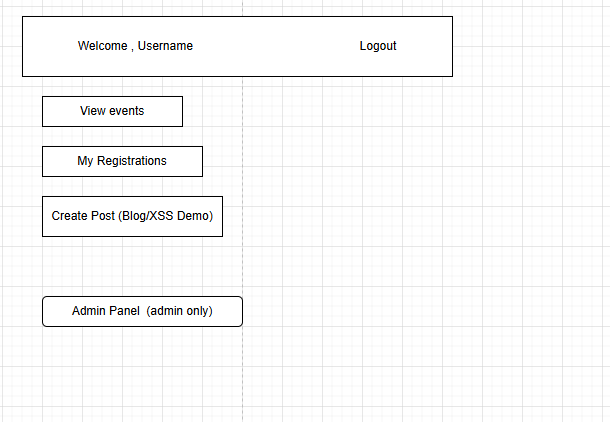 Welcome , Username Logout
View events
My Registrations
Create Post (Blog/XSS Demo)
Admin Panel  (admin only)